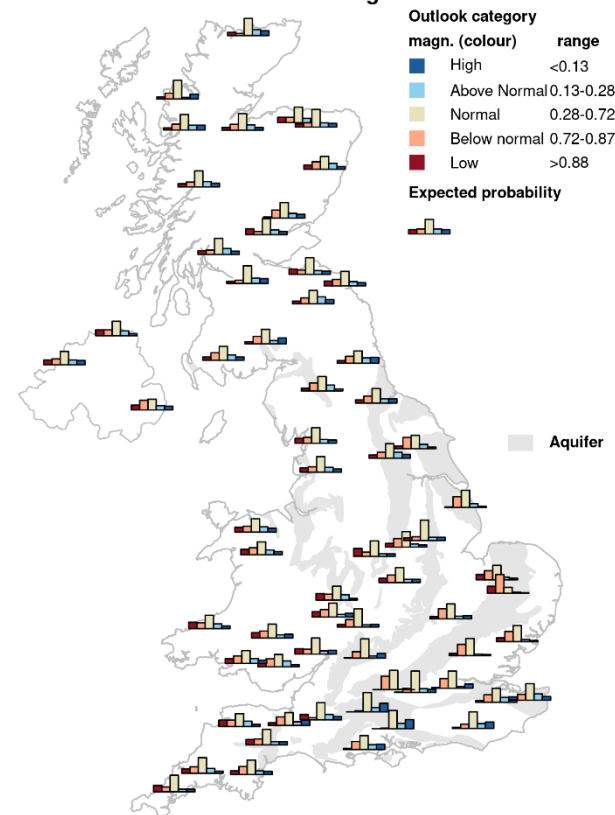 Outlook category
magn. (colour) range
High <0.13
Above Normal 0.13-0.28
Normal 0.28-0.72
Below normal 0.72-0.87
Low >0.88
Expected probability
Aquifer